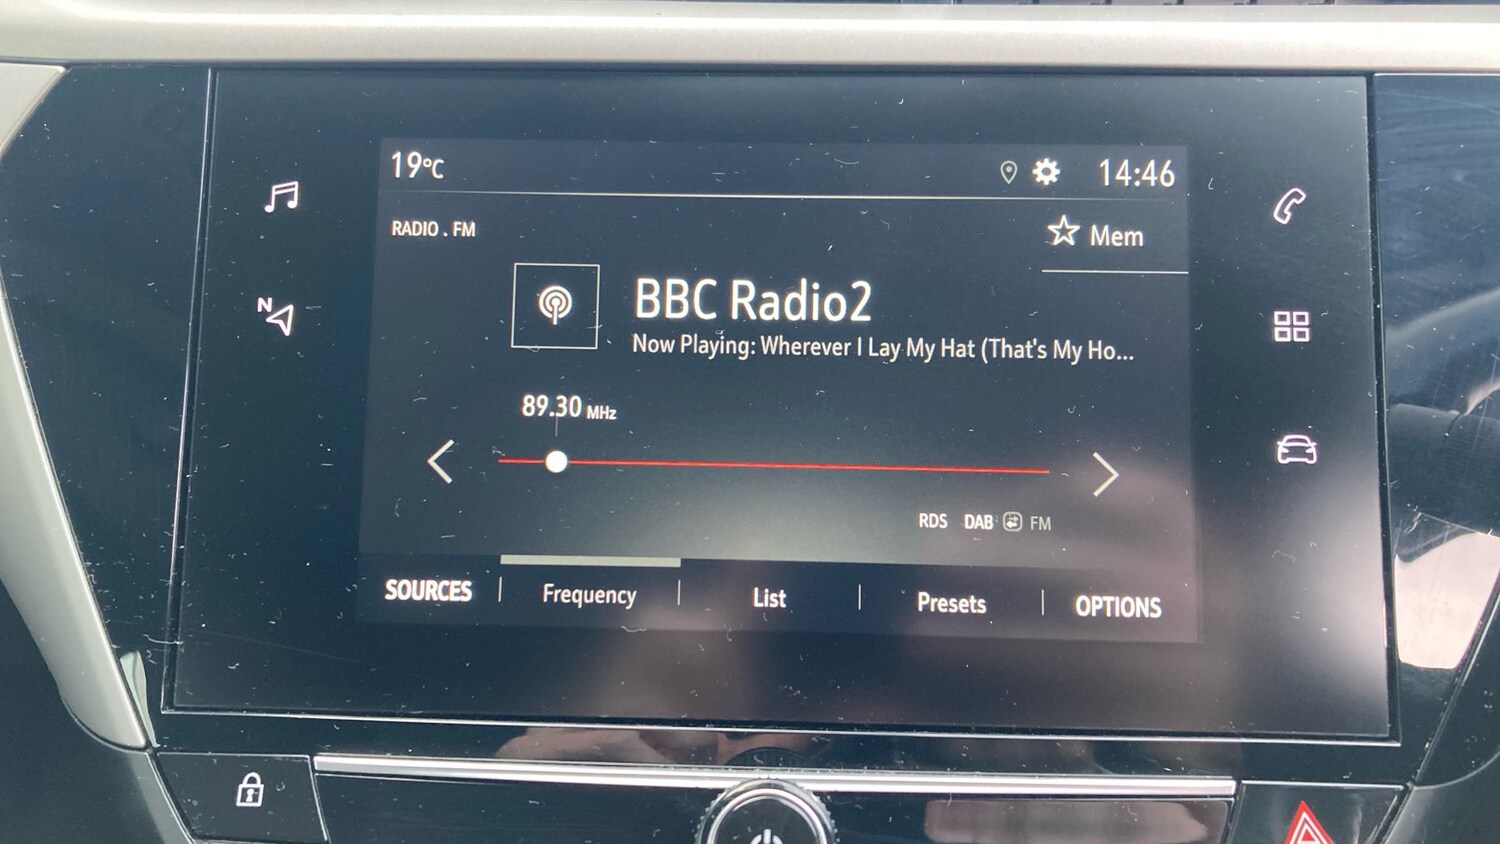 19°C 14:46
RADIO . FM Mem
BBC Radio2
Now Playing: Wherever I Lay My Hat (That's My Ho...
N
89.30 MHz
RDS DAB FM
SOURCES Frequency List Presets OPTIONS